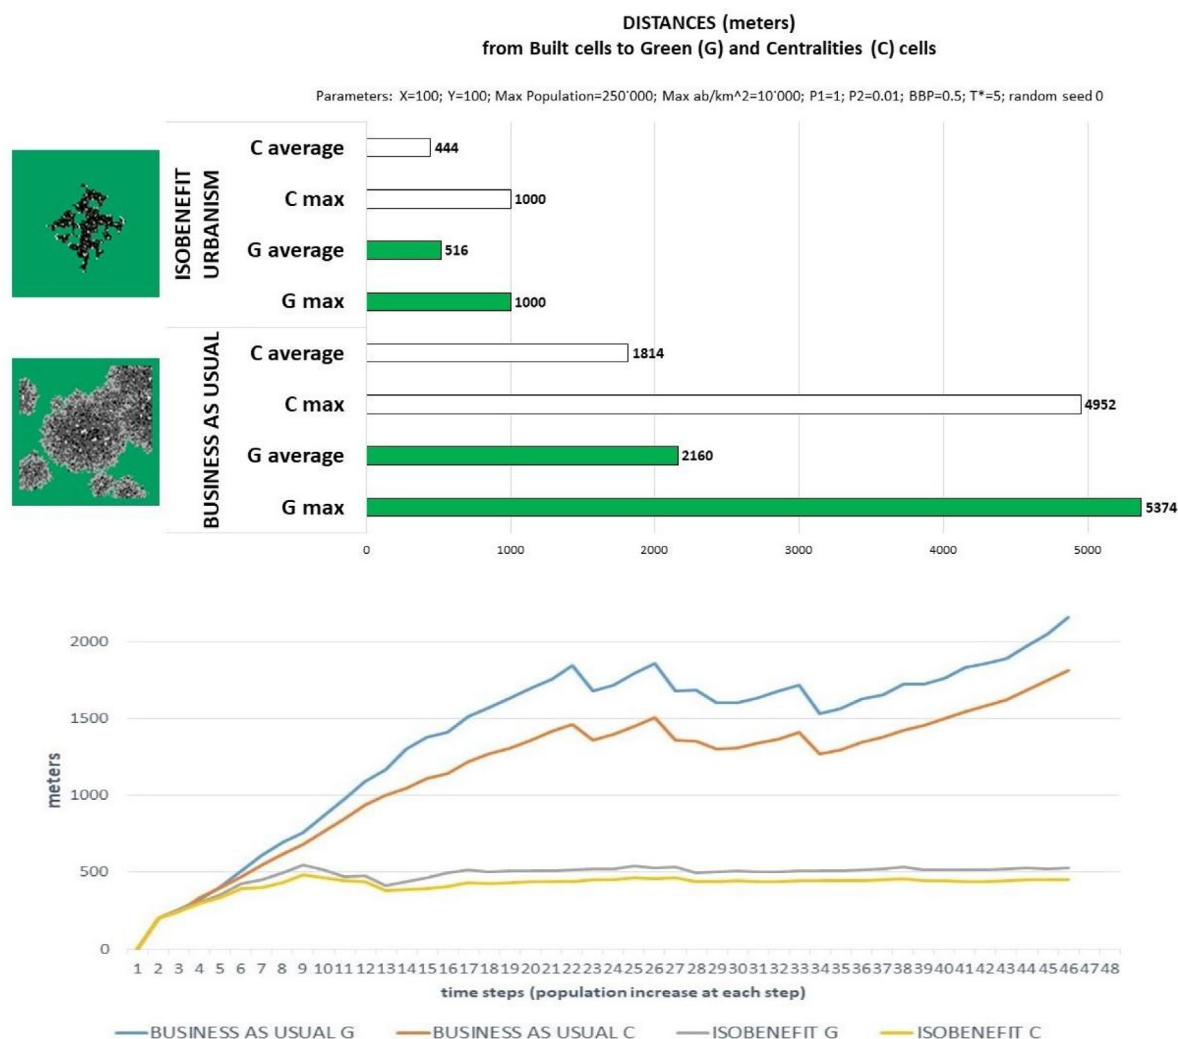 DISTANCES (meters)
from Built cells to Green (G) and Centralities (C) cells
Parameters: X=100; Y=100; Max Population=250'000; Max ab/km^2=10'000; P1=1; P2=0.01; BBP=0.5; T*=5; random seed 0
ISOBENEFIT
URBANISM
C average
444
C max
1000
G average
516
G max
1000
BUSINESS AS USUAL
C average
1814
C max
4952
G average
2160
G max
5374
0 1000 2000 3000 4000 5000
meters
2000
1500
1000
500
0
1 2 3 4 5 6 7 8 9 10 11 12 13 14 15 16 17 18 19 20 21 22 23 24 25 26 27 28 29 30 31 32 33 34 35 36 37 38 39 40 41 42 43 44 45 46 47 48
time steps (population increase at each step)
BUSINESS AS USUAL G BUSINESS AS USUAL C ISOBENEFIT G ISOBENEFIT C